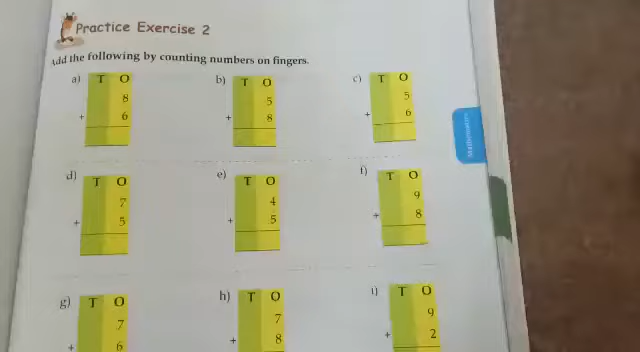 Practice Exercise 2
Add the following by counting numbers on fingers.
a) T O b) T O c) T O
8 5 5
+ 6 + 8 + 6
Mathematics
d) T O e) T O f) T O
7 4 9
+ 5 + 5 + 8
g) T O h) T O i) T O
7 7 9
+ 6 + 8 + 2